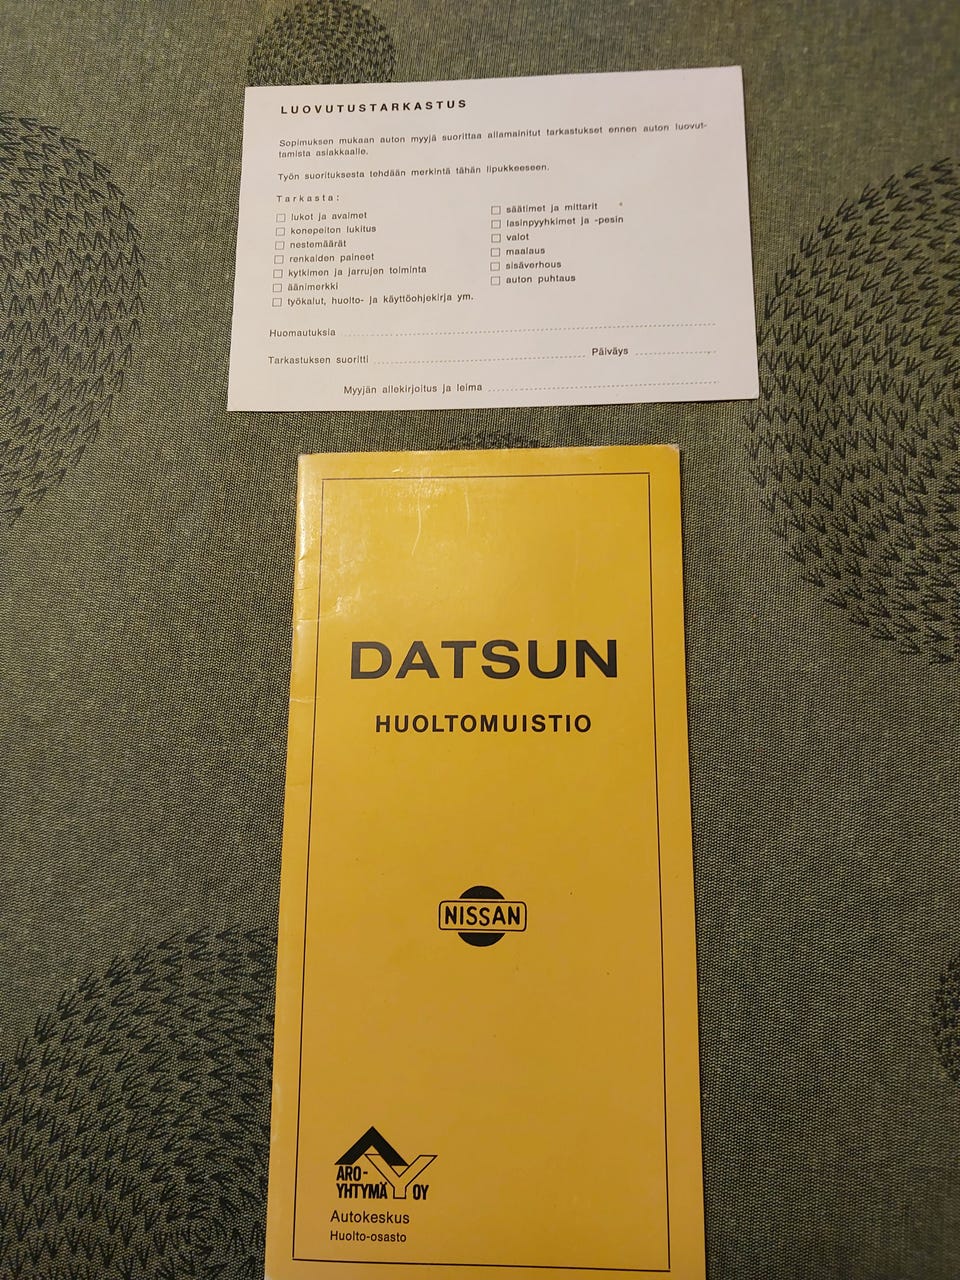 LUOVUTUSTARKASTUS
Sopimuksen mukaan auton myyjä suorittaa allamainitut tarkastukset ennen auton luovut-
tamista asiakkaalle.
Työn suorituksesta tehdään merkintä tähän lipukkeeseen.
Tarkasta:
lukot ja avaimet
konepeiton lukitus
nestemäärät
renkaiden paineet
kytkimen ja jarrujen toiminta
äänimerkki
työkalut, huolto- ja käyttöohjekirja ym.
säätimet ja mittarit
lasinpyyhkimet ja -pesin
valot
maalaus
sisäverhous
auton puhtaus
Huomautuksia
Tarkastuksen suoritti Päiväys
Myyjän allekirjoitus ja leima
DATSUN
HUOLTOMUISTIO
NISSAN
ARO-
YHTYMÄ OY
Autokeskus
Huolto-osasto